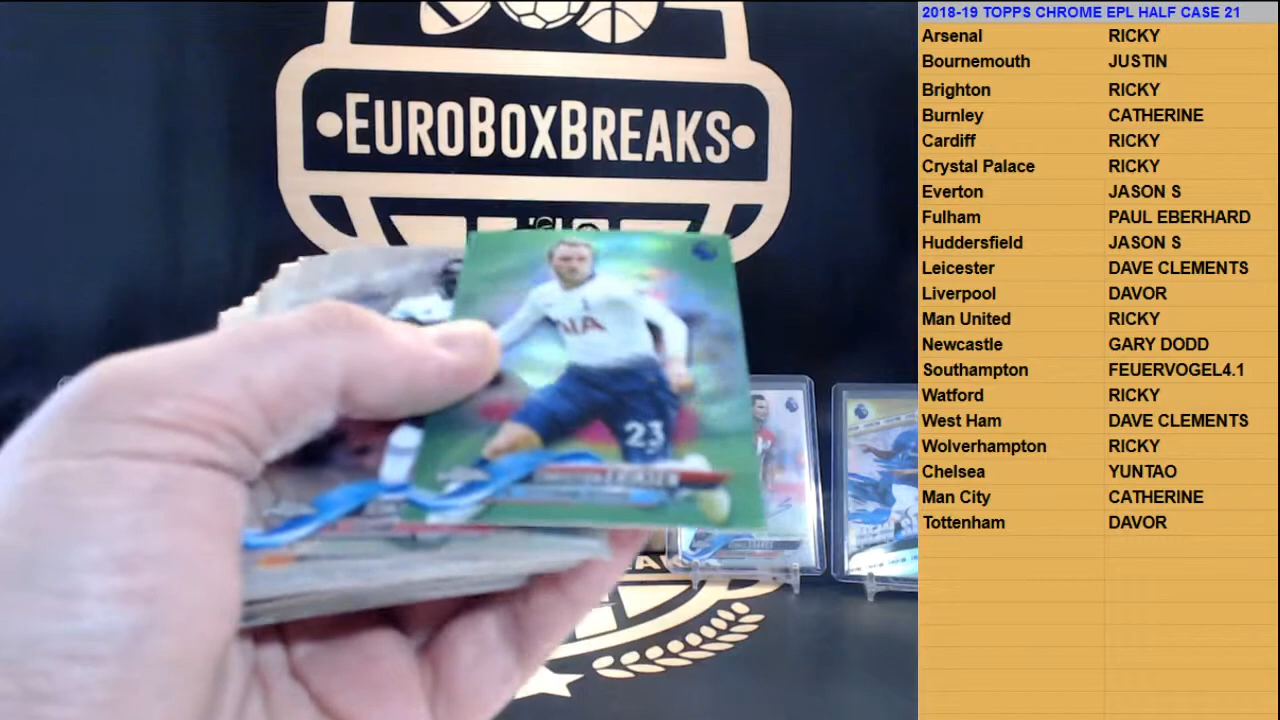 EUROBOXBREAKS
AIA
23
ERIKSEN
2018-19 TOPPS CHROME EPL HALF CASE 21
Arsenal RICKY
Bournemouth JUSTIN
Brighton RICKY
Burnley CATHERINE
Cardiff RICKY
Crystal Palace RICKY
Everton JASON S
Fulham PAUL EBERHARD
Huddersfield JASON S
Leicester DAVE CLEMENTS
Liverpool DAVOR
Man United RICKY
Newcastle GARY DODD
Southampton FEUERVOGEL4.1
Watford RICKY
West Ham DAVE CLEMENTS
Wolverhampton RICKY
Chelsea YUNTAO
Man City CATHERINE
Tottenham DAVOR